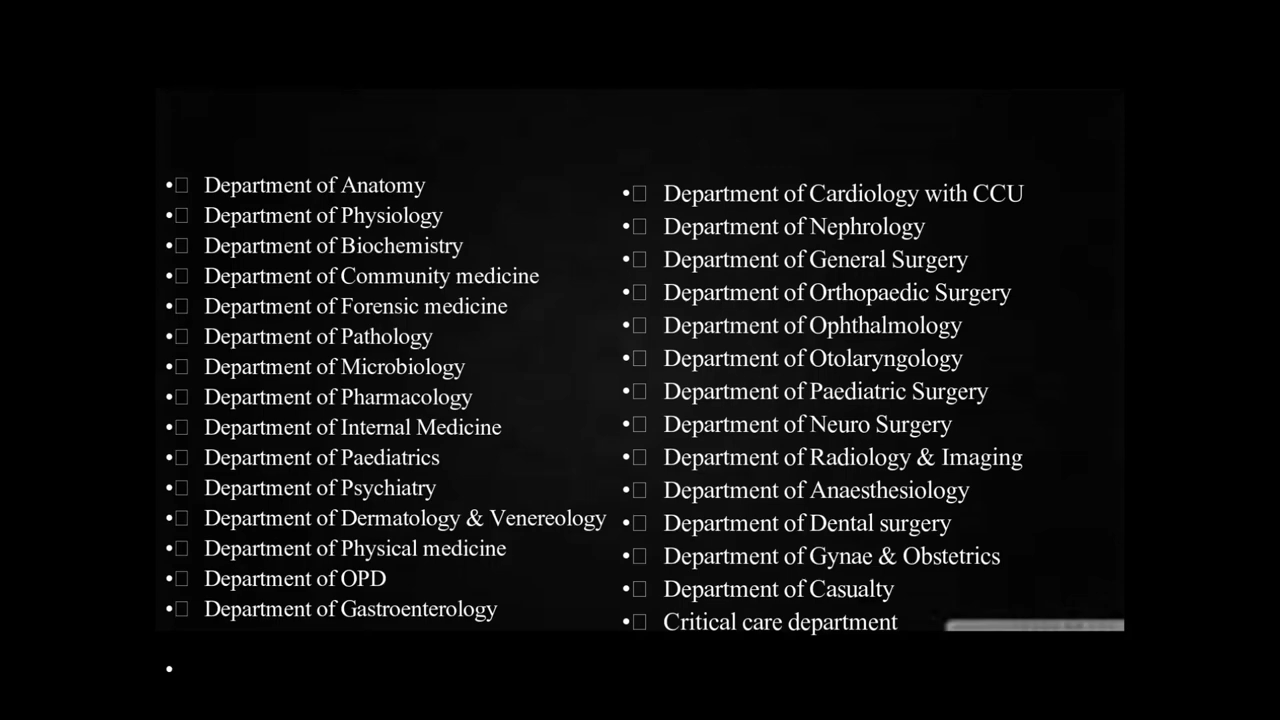 •□ Department of Anatomy
•□ Department of Physiology
•□ Department of Biochemistry
•□ Department of Community medicine
•□ Department of Forensic medicine
•□ Department of Pathology
•□ Department of Microbiology
•□ Department of Pharmacology
•□ Department of Internal Medicine
•□ Department of Paediatrics
•□ Department of Psychiatry
•□ Department of Dermatology & Venereology
•□ Department of Physical medicine
•□ Department of OPD
•□ Department of Gastroenterology
•
•□ Department of Cardiology with CCU
•□ Department of Nephrology
•□ Department of General Surgery
•□ Department of Orthopaedic Surgery
•□ Department of Ophthalmology
•□ Department of Otolaryngology
•□ Department of Paediatric Surgery
•□ Department of Neuro Surgery
•□ Department of Radiology & Imaging
•□ Department of Anaesthesiology
•□ Department of Dental surgery
•□ Department of Gynae & Obstetrics
•□ Department of Casualty
•□ Critical care department